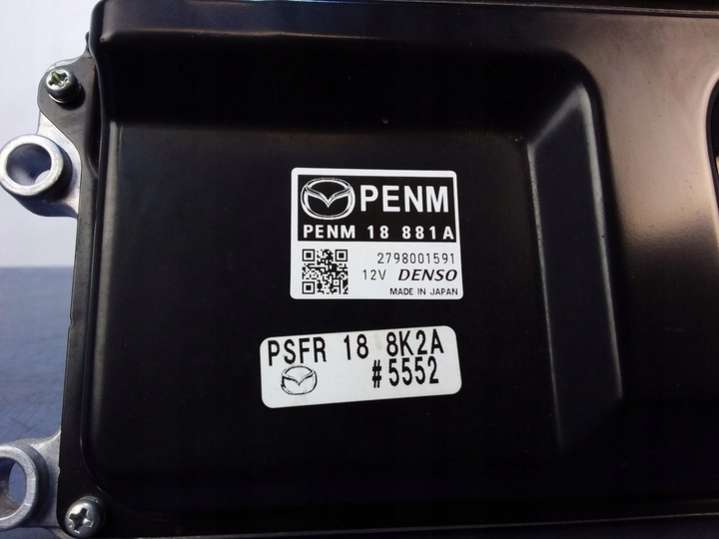 PENM
PENM 18 881A
2798001591
12V DENSO
MADE IN JAPAN
PSFR 18 8K2A
#5552